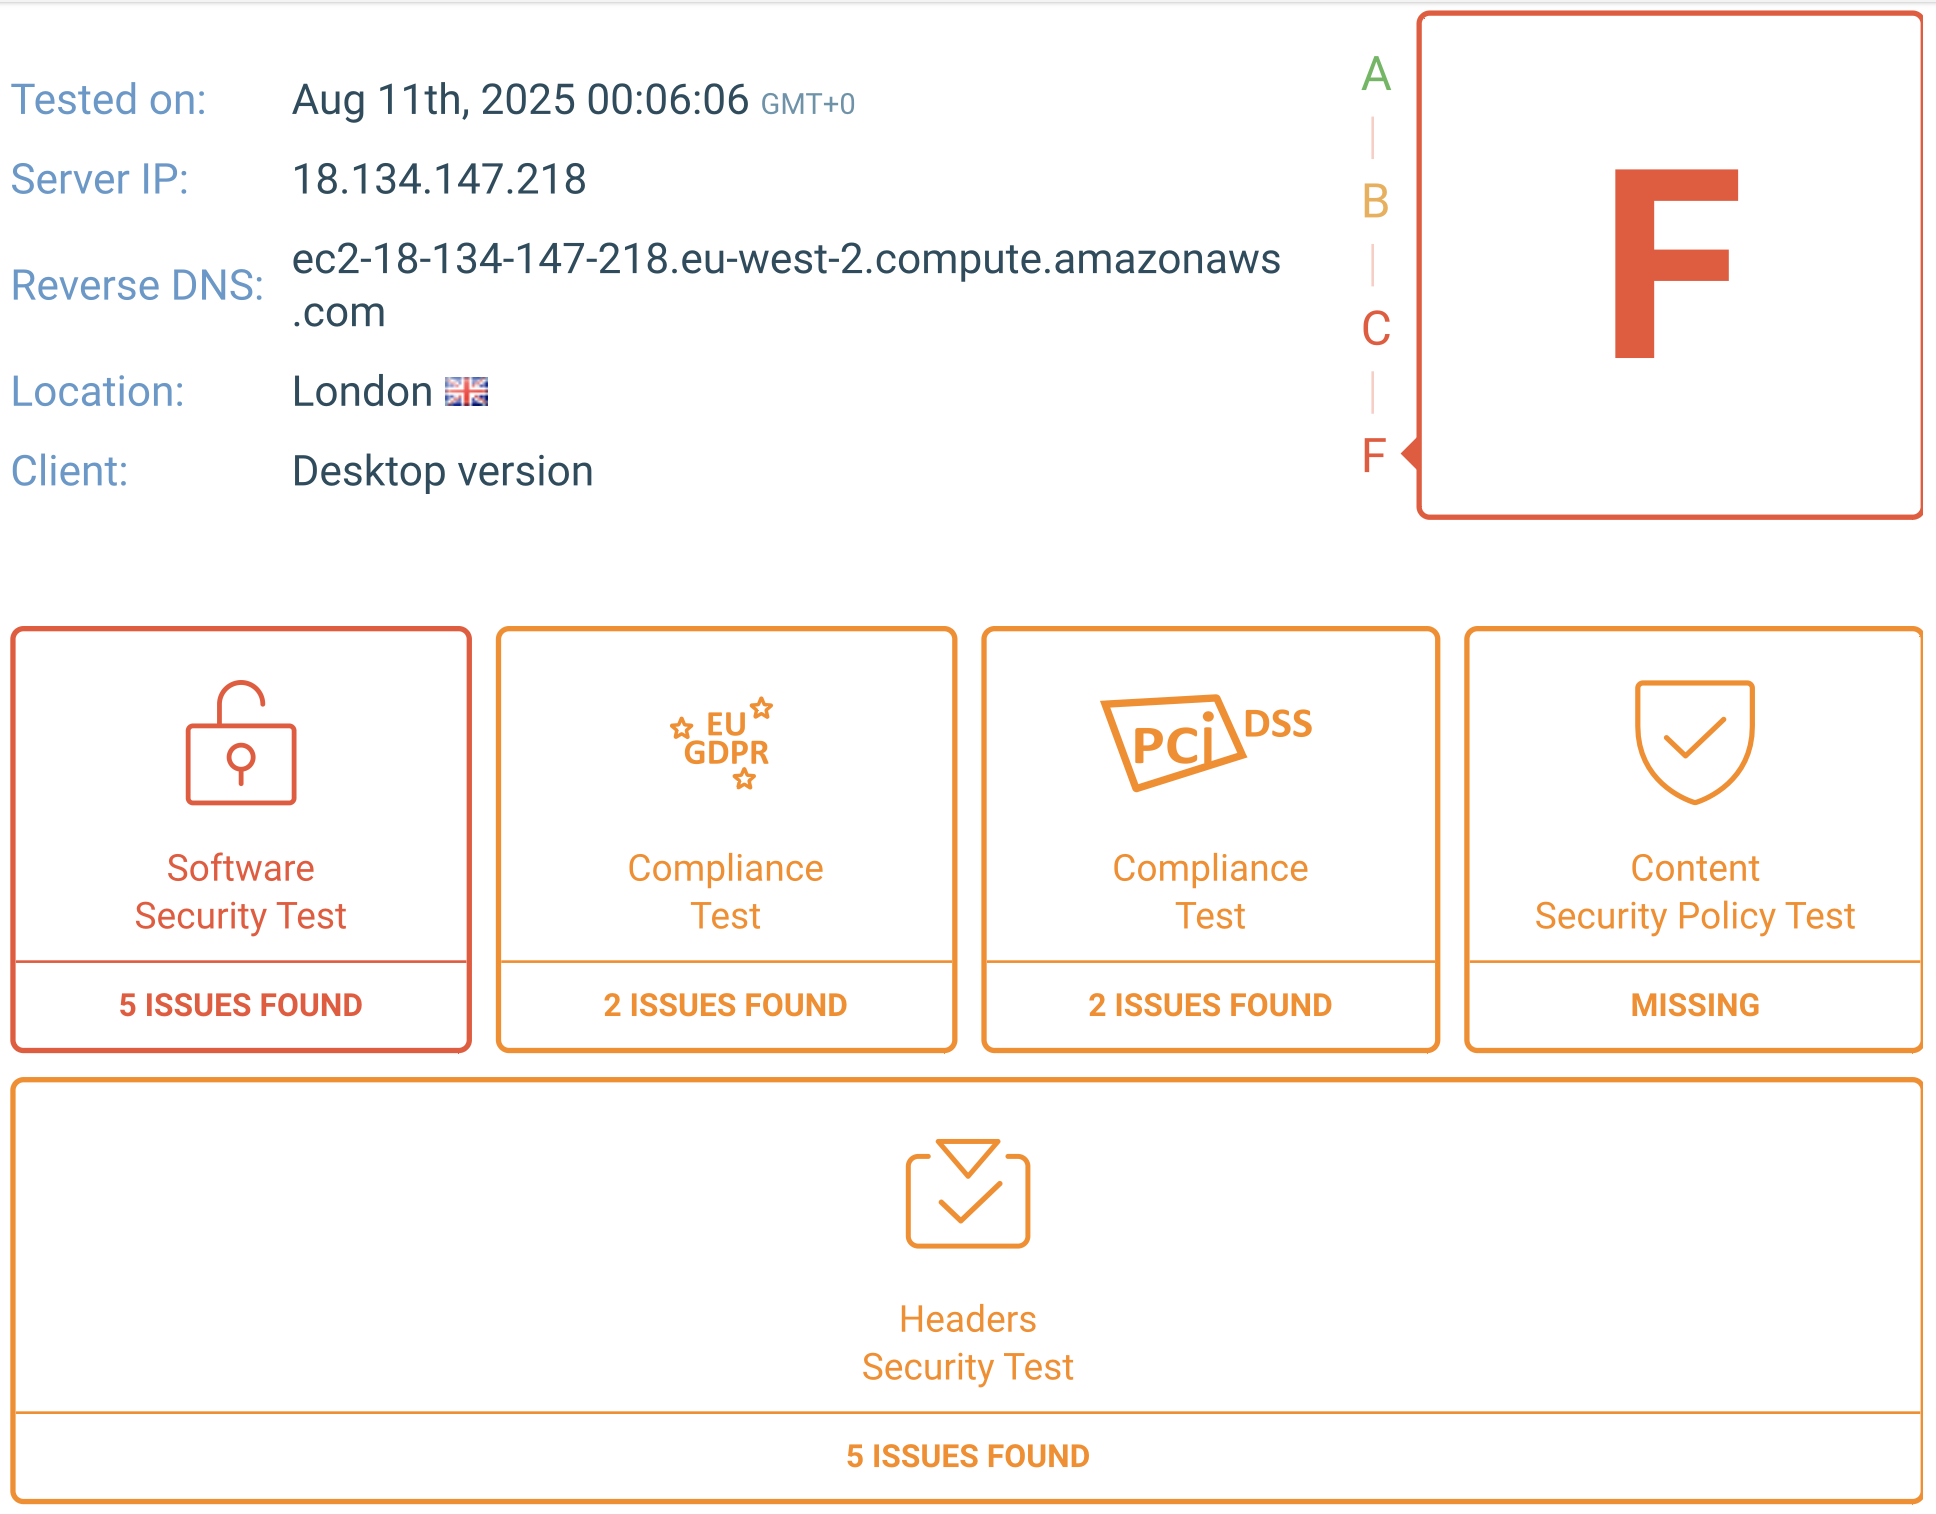 Tested on: Aug 11th, 2025 00:06:06 GMT+0
Server IP: 18.134.147.218
Reverse DNS: ec2-18-134-147-218.eu-west-2.compute.amazonaws
.com
Location: London
Client: Desktop version
A
B
C
F
F
Software
Security Test
5 ISSUES FOUND
EU
GDPR
Compliance
Test
2 ISSUES FOUND
PCi DSS
Compliance
Test
2 ISSUES FOUND
Content
Security Policy Test
MISSING
Headers
Security Test
5 ISSUES FOUND